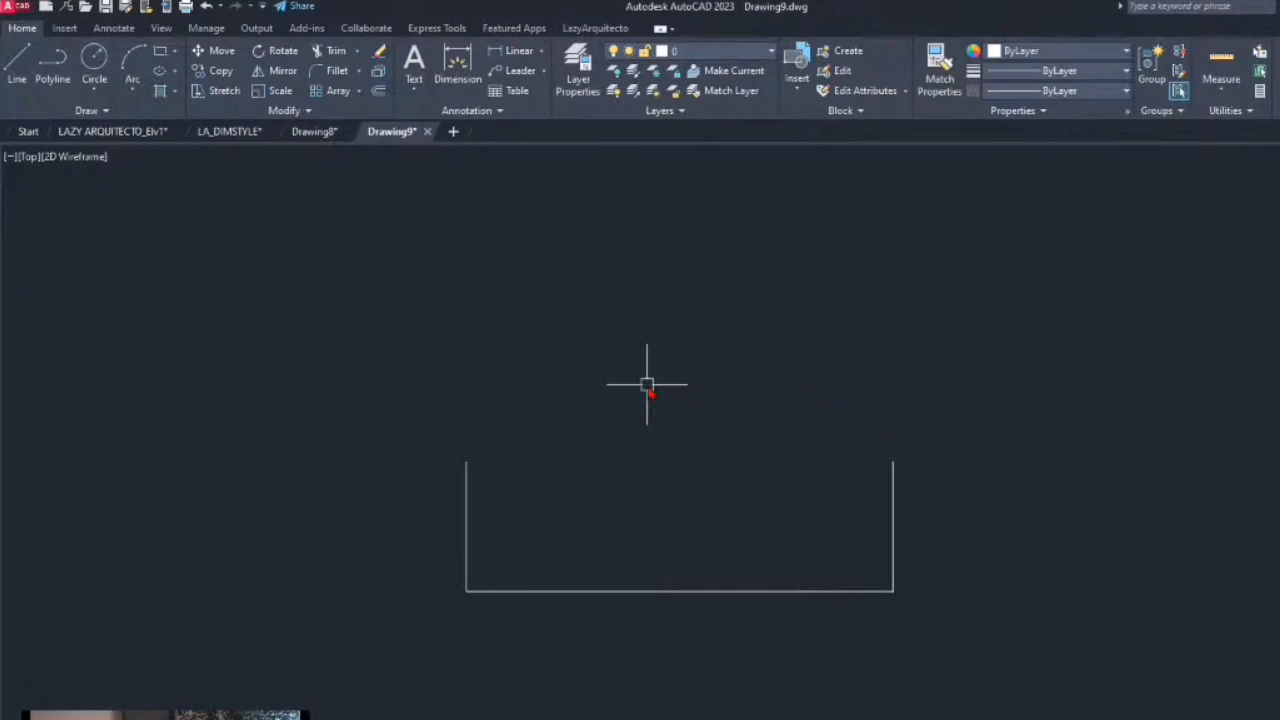 A CAD Share Autodesk AutoCAD 2023 Drawing9.dwg Type a keyword or phrase
Home Insert Annotate View Manage Output Add-ins Collaborate Express Tools Featured Apps LazyArquitecto
Line Polyline Circle Arc
Move Rotate Trim
Copy Mirror Fillet
Stretch Scale Array
Text Dimension
Linear
Leader
Table
Layer Properties
0
Make Current
Match Layer
Insert
Create
Edit
Edit Attributes
Match Properties
ByLayer
ByLayer
ByLayer
Group
Measure
Draw Modify Annotation Layers Block Properties Groups Utilities
Start LAZY ARQUITECTO_Elv1* LA_DIMSTYLE* Drawing8* Drawing9*
[−][Top][2D Wireframe]